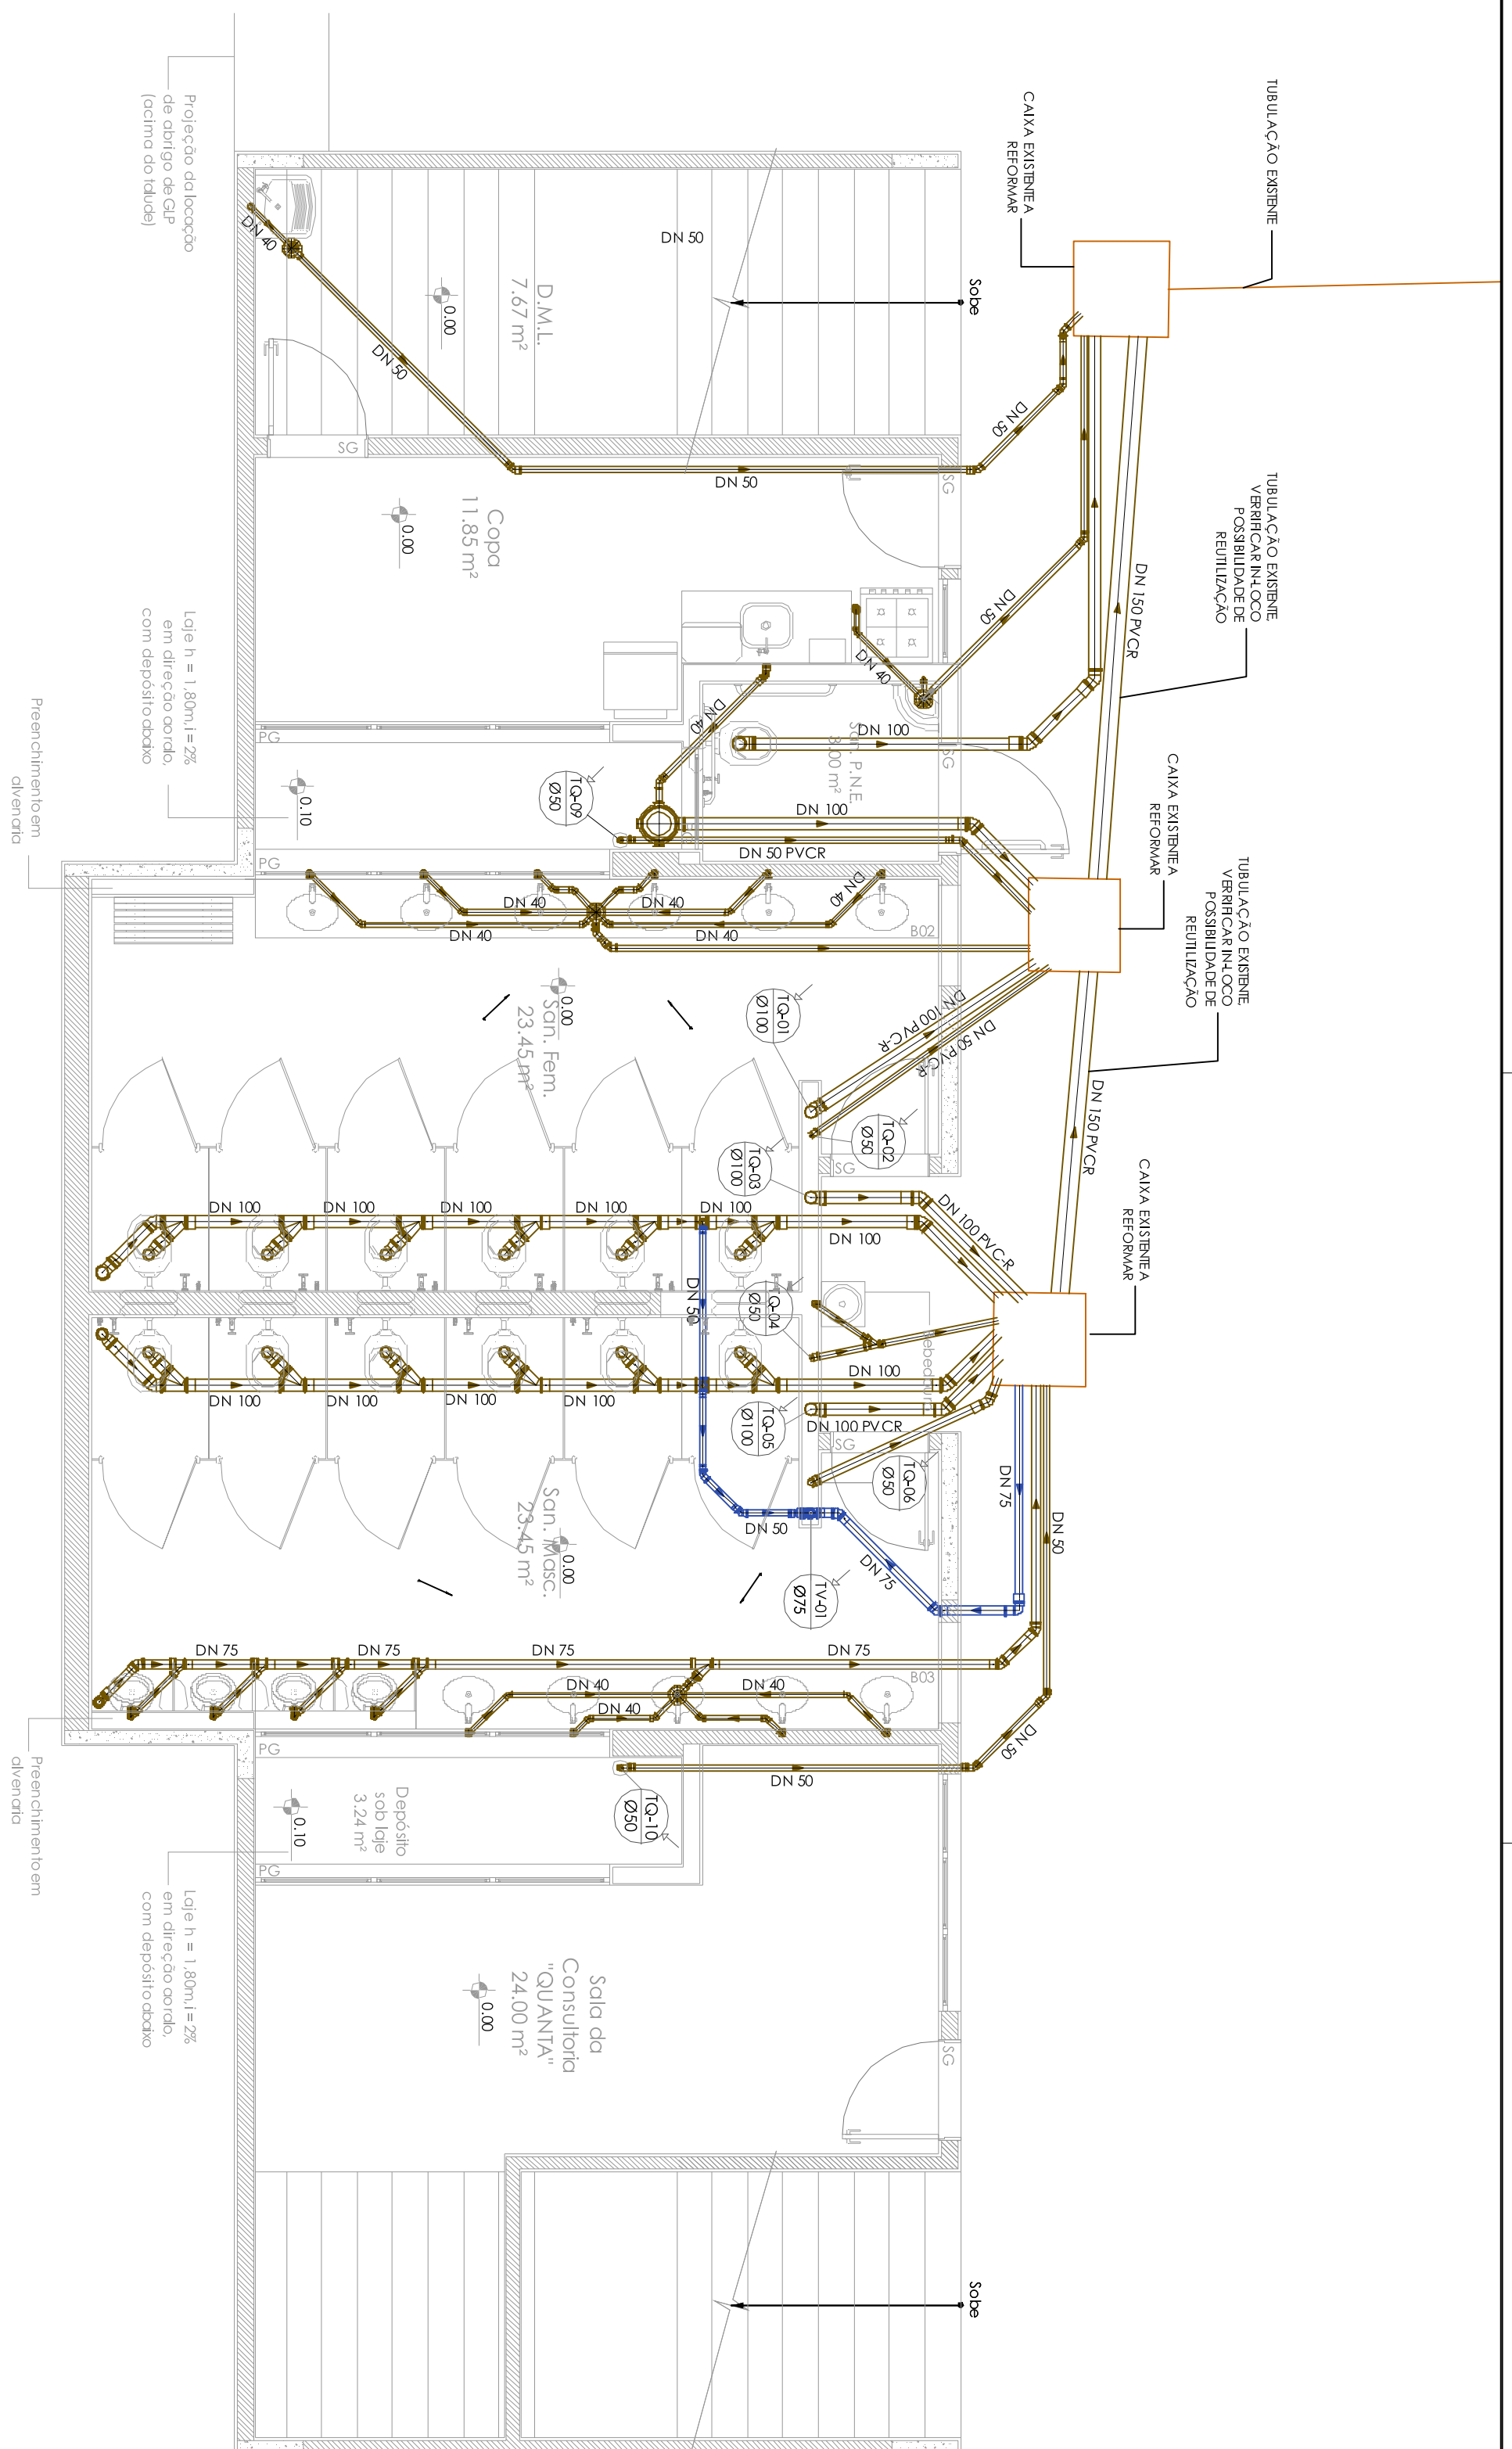 TUBULAÇÃO EXISTENTE
CAIXA EXISTENTE A
REFORMAR
Projeção da locação
de abrigo de GLP
(acima do talude)
DN 40
DN 50
D.M.L.
7.67 m²
0.00
Sobe
DN 50
DN 50
SG
DN 50
SG
Copa
11.85 m²
0.00
TUBULAÇÃO EXISTENTE,
VERRIFICAR IN-LOCO
POSSIBILIDADE DE
REUTILIZAÇÃO
DN 150 PVCR
DN 50
DN 40
DN 40
San. P.N.E.
3.00 m²
DN 100
SG
PG
Laje h = 1,80m, i = 2%
em direção ao ralo,
com depósito abaixo
0.10
TQ-09
Ø50
DN 100
DN 50 PVCR
PG
Preenchimento em
alvenaria
CAIXA EXISTENTE A
REFORMAR
DN 40
DN 40
DN 40
DN 40
DN 40
B02
TUBULAÇÃO EXISTENTE,
VERRIFICAR IN-LOCO
POSSIBILIDADE DE
REUTILIZAÇÃO
San. Fem.
23.45 m²
0.00
TQ-01
Ø100
DN 100 PVC-R
DN 50 PVC-R
TQ-02
Ø50
DN 150 PVCR
TQ-03
Ø100
SG
DN 100
DN 100
DN 100
DN 100
DN 100
DN 100
DN 100 PVC-R
CAIXA EXISTENTE A
REFORMAR
DN 50
Q-04
Ø50
DN 100
DN 100
DN 100
DN 100
DN 100
TQ-05
Ø100
DN 100 PVCR
SG
TQ-06
Ø50
DN 75
DN 50
San. Masc.
23.45 m²
0.00
DN 50
DN 75
TV-01
Ø75
DN 75
DN 75
DN 75
DN 75
DN 40
DN 40
DN 40
B03
PG
DN 50
DN 50
TQ-10
Ø50
Depósito
sob laje
3.24 m²
0.10
PG
Preenchimento em
alvenaria
Laje h = 1,80m, i = 2%
em direção ao ralo,
com depósito abaixo
Sala da
Consultoria
"QUANTA"
24.00 m²
0.00
SG
Sobe